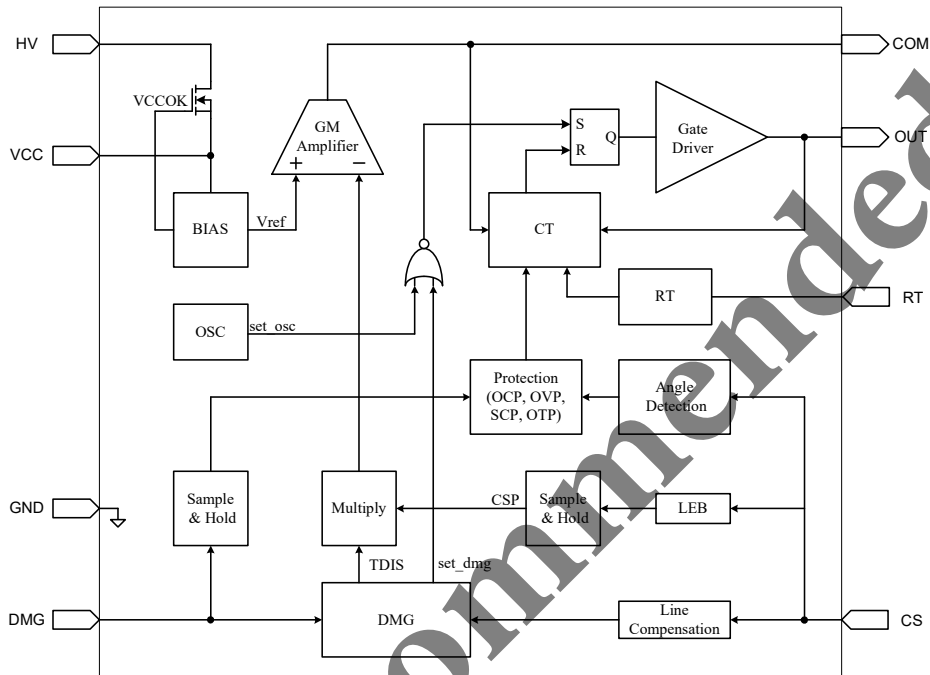 HV
COM
VCCOK
GM
Amplifier
+
−
S
R
Q
Gate
Driver
OUT
VCC
BIAS
Vref
CT
RT
RT
OSC
set_osc
Protection
(OCP, OVP,
SCP, OTP)
Angle
Detection
GND
Sample
& Hold
Multiply
CSP
Sample
& Hold
LEB
TDIS
set_dmg
DMG
DMG
Line
Compensation
CS
ommended